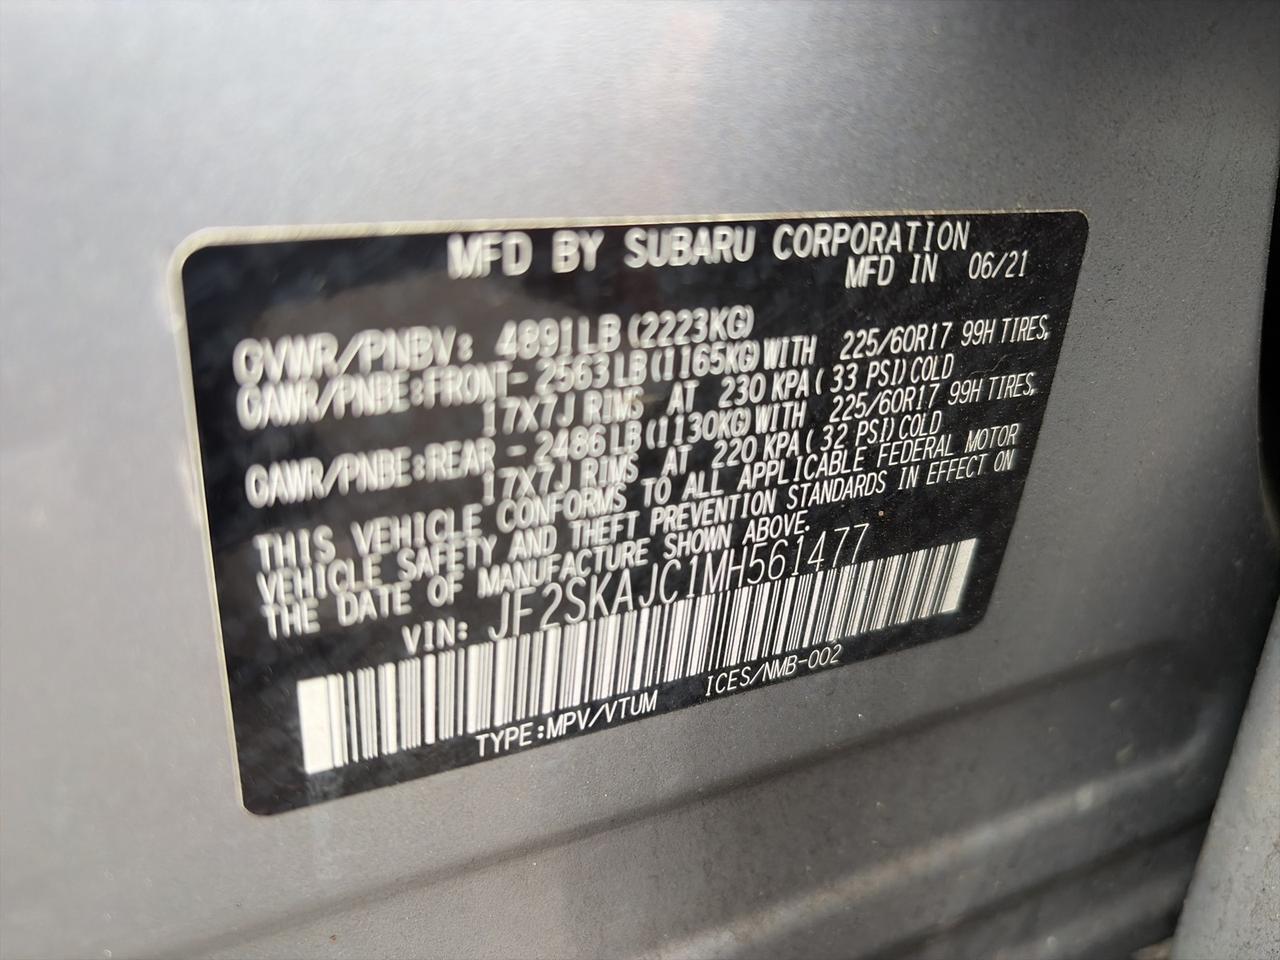 MFD BY SUBARU CORPORATION
MFD IN 06/21
GVWR/PNBV: 4891LB(2223KG)
GAWR/PNBE:FRONT-2563LB(1165KG)WITH 225/60R17 99H TIRES,
17X7J RIMS AT 230 KPA(33 PSI)COLD
GAWR/PNBE:REAR -2486LB(1130KG)WITH 225/60R17 99H TIRES,
17X7J RIMS AT 220 KPA(32 PSI)COLD
THIS VEHICLE CONFORMS TO ALL APPLICABLE FEDERAL MOTOR
VEHICLE SAFETY AND THEFT PREVENTION STANDARDS IN EFFECT ON
THE DATE OF MANUFACTURE SHOWN ABOVE.
VIN: JF2SKAJC1MH561477
TYPE:MPV/VTUM ICES/NMB-002